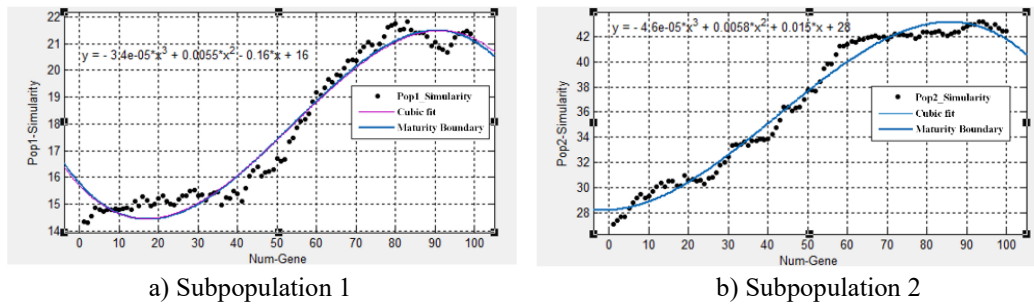 22
21
20
19
18
17
16
15
14
Pop1-Simularity
y = - 3.4e-05*x³ + 0.0055*x² - 0.16*x + 16
Pop1_Simularity
Cubic fit
Maturity Boundary
0 10 20 30 40 50 60 70 80 90 100
Num-Gene
a) Subpopulation 1
42
40
38
36
34
32
30
28
Pop2-Simularity
y = - 4.6e-05*x³ + 0.0058*x² + 0.015*x + 28
Pop2_Simularity
Cubic fit
Maturity Boundary
0 10 20 30 40 50 60 70 80 90 100
Num-Gene
b) Subpopulation 2